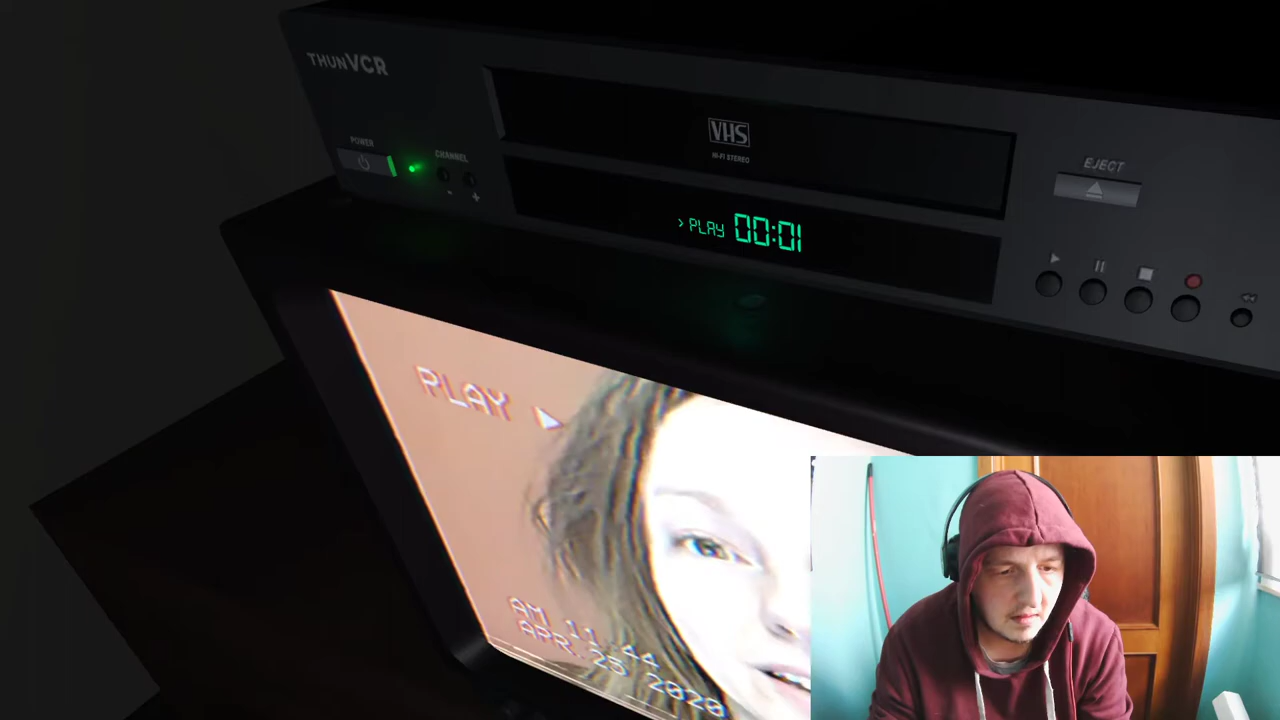 THUNVCR
POWER
CHANNEL
-
+
VHS
HI-FI STEREO
EJECT
> PLAY 00:01
PLAY
AM 11:44
APR. 25 2020